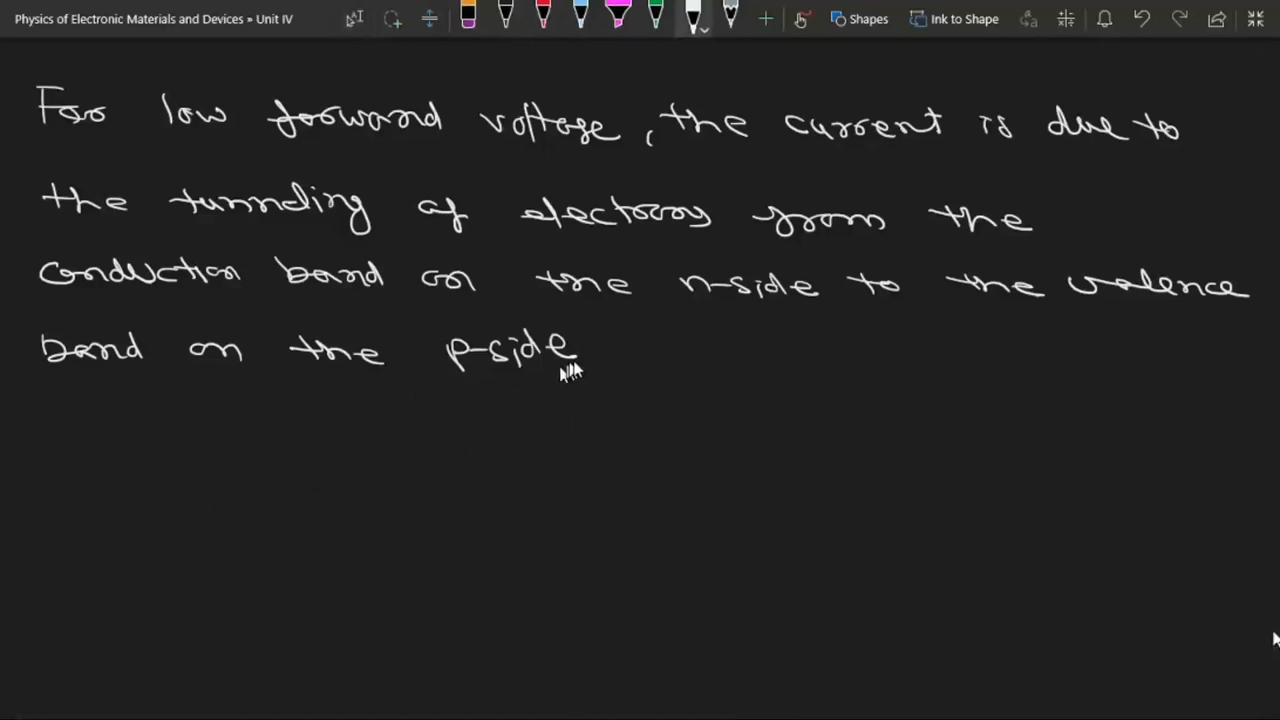 Physics of Electronic Materials and Devices » Unit IV
Shapes
Ink to Shape
For low forward voltage, the current is due to
the tunneling of electrons from the
conduction band on the n-side to the valence
band on the p-side